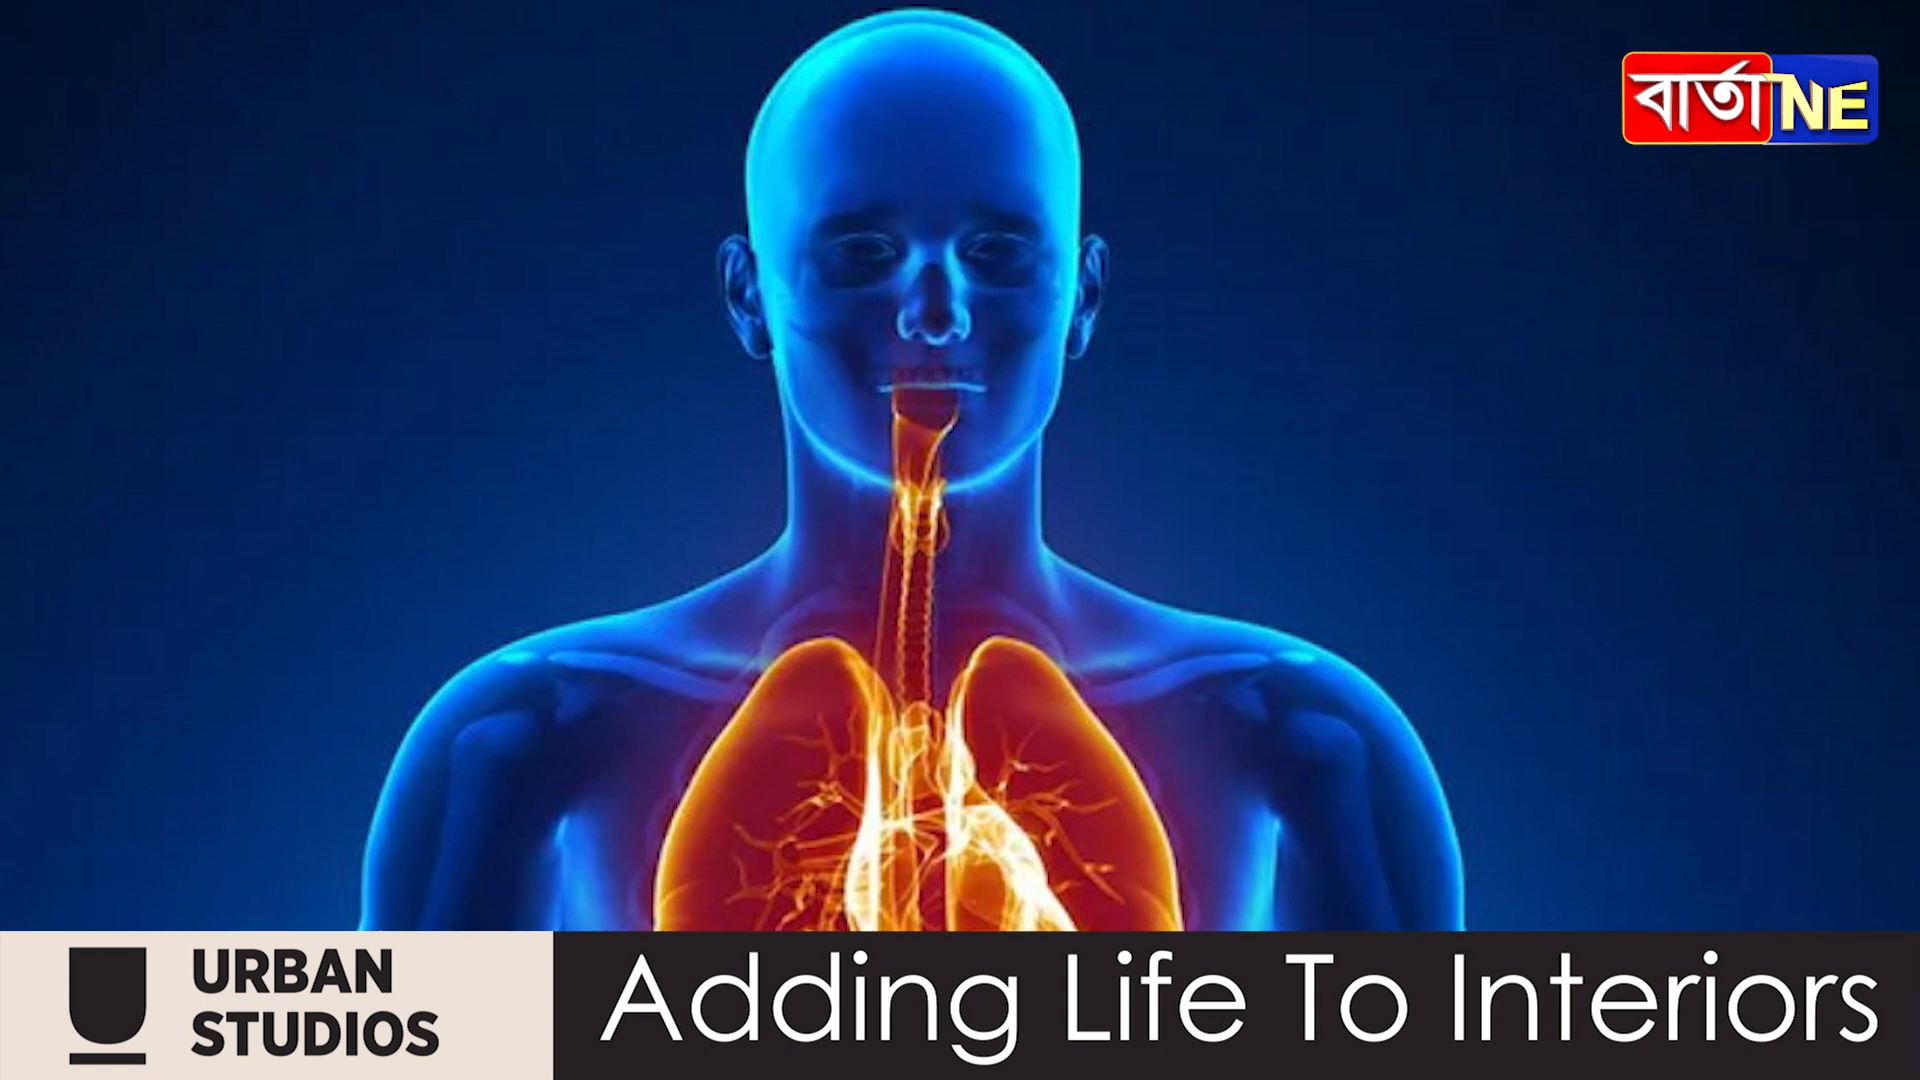 বার্তা NE
URBAN
STUDIOS
Adding Life To Interiors